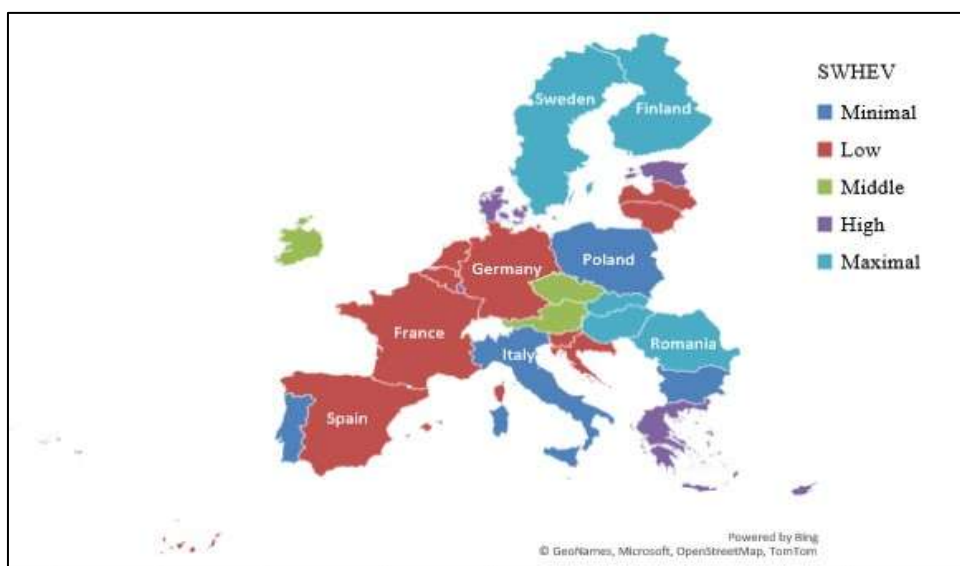 SWHEV
Minimal
Low
Middle
High
Maximal
Sweden
Finland
Germany
Poland
France
Italy
Romania
Spain
Powered by Bing
© GeoNames, Microsoft, OpenStreetMap, TomTom